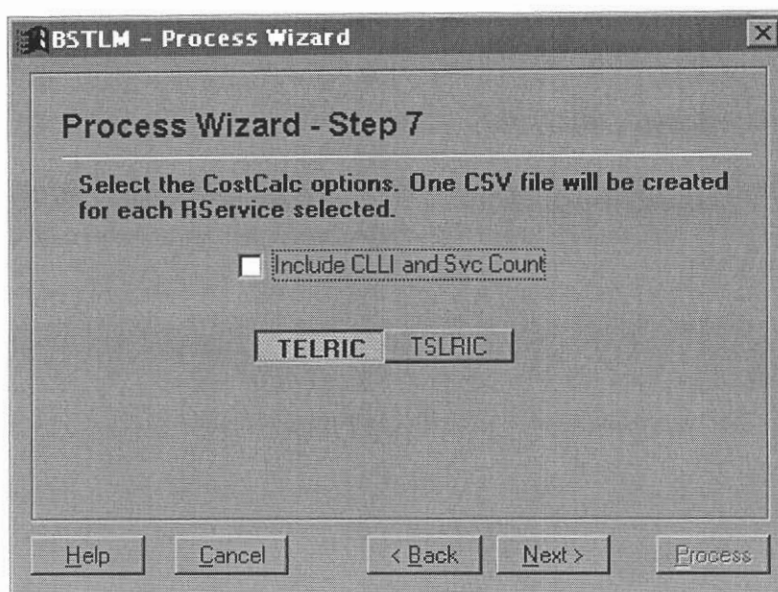 BSTLM - Process Wizard
Process Wizard - Step 7
Select the CostCalc options. One CSV file will be created
for each RService selected.
Include CLLI and Svc Count
TELRIC TSLRIC
Help Cancel < Back Next > Process